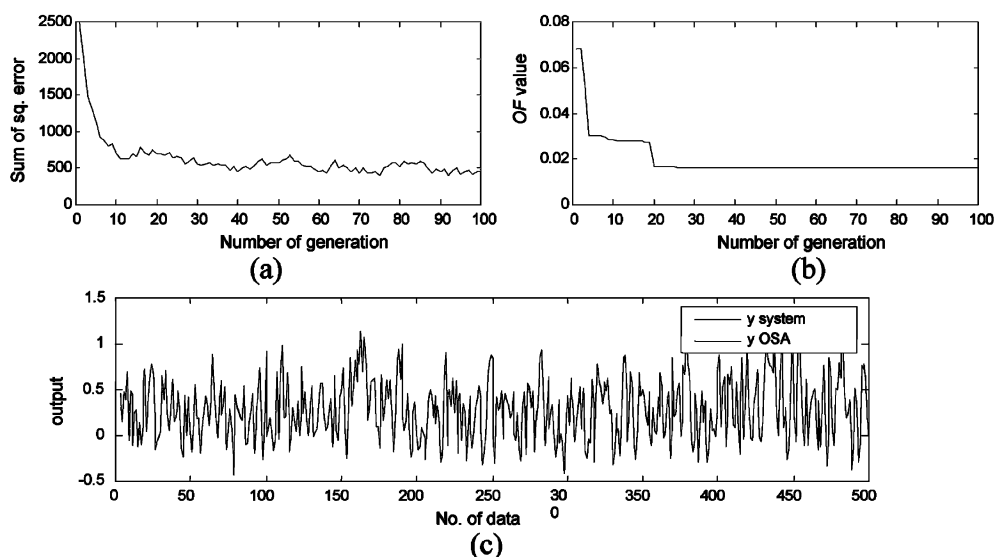 2500
2000
1500
1000
500
0
Sum of sq. error
0 10 20 30 40 50 60 70 80 90 100
Number of generation
(a)
0.08
0.06
0.04
0.02
0
OF value
0 10 20 30 40 50 60 70 80 90 100
Number of generation
(b)
1.5
1
0.5
0
-0.5
output
y system
y OSA
0 50 100 150 200 250 30 350 400 450 500
0
No. of data
(c)